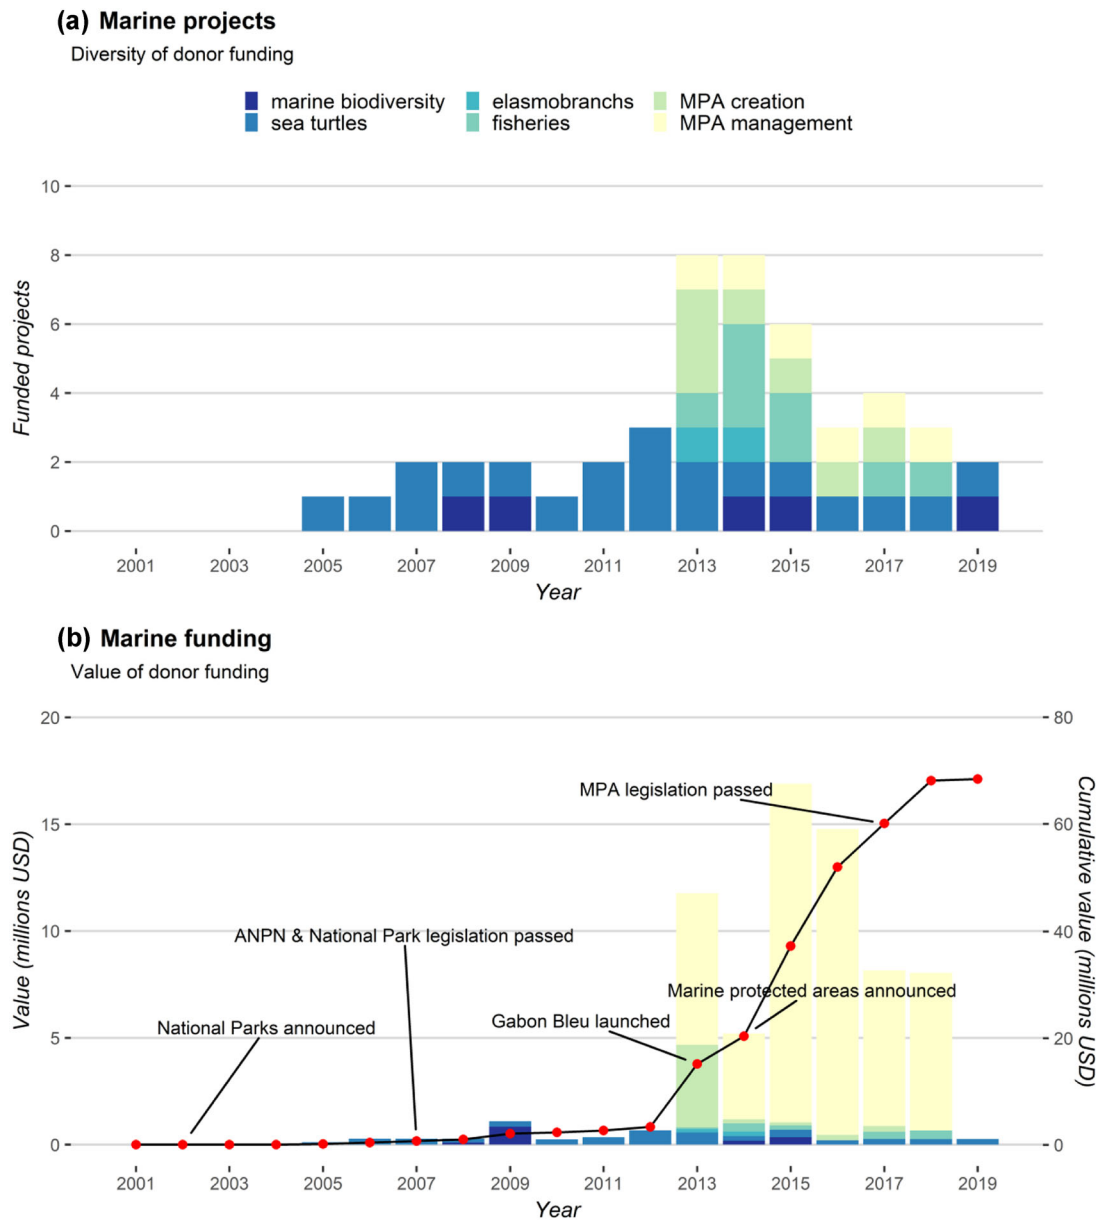 (a) Marine projects
Diversity of donor funding
marine biodiversity elasmobranchs MPA creation
sea turtles fisheries MPA management
10
8
6
4
2
0
Funded projects
2001 2003 2005 2007 2009 2011 2013 2015 2017 2019
Year
(b) Marine funding
Value of donor funding
20 80
MPA legislation passed
15 60
ANPN & National Park legislation passed
10 40
Marine protected areas announced
Gabon Bleu launched
National Parks announced
5 20
0 0
Value (millions USD)
Cumulative value (millions USD)
2001 2003 2005 2007 2009 2011 2013 2015 2017 2019
Year